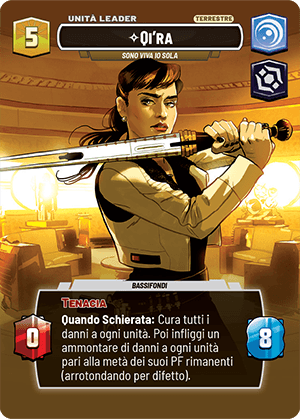 UNITÀ LEADER
TERRESTRE
5
✧QI'RA
SONO VIVA IO SOLA
BASSIFONDI
TENACIA
Quando Schierata: Cura tutti i
danni a ogni unità. Poi infliggi un
ammontare di danni a ogni unità
pari alla metà dei suoi PF rimanenti
(arrotondando per difetto).
0
8